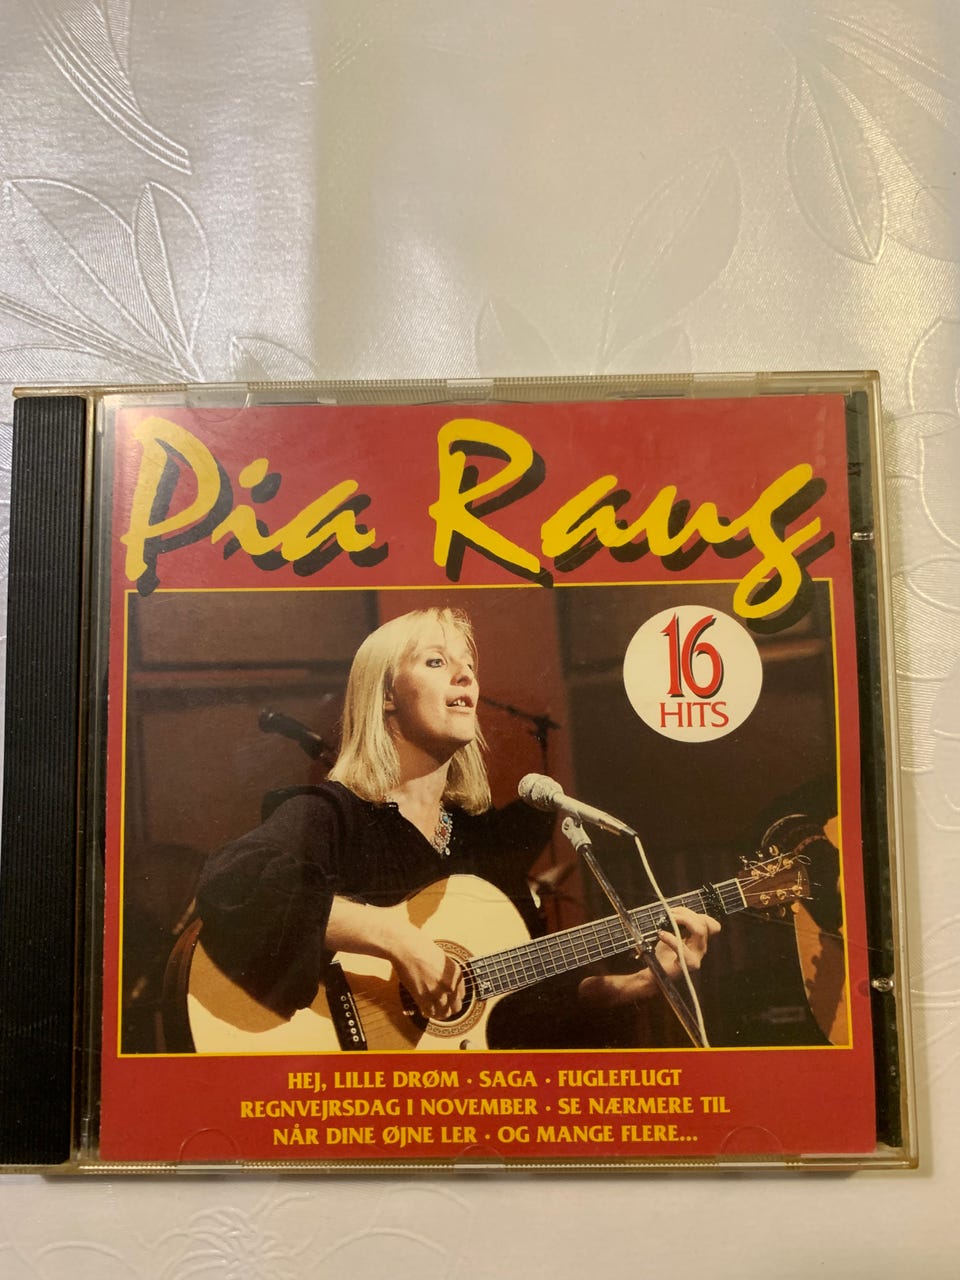 Pia Raug
16
HITS
HEJ, LILLE DRØM · SAGA · FUGLEFLUGT
REGNVEJRSDAG I NOVEMBER · SE NÆRMERE TIL
NÅR DINE ØJNE LER · OG MANGE FLERE...